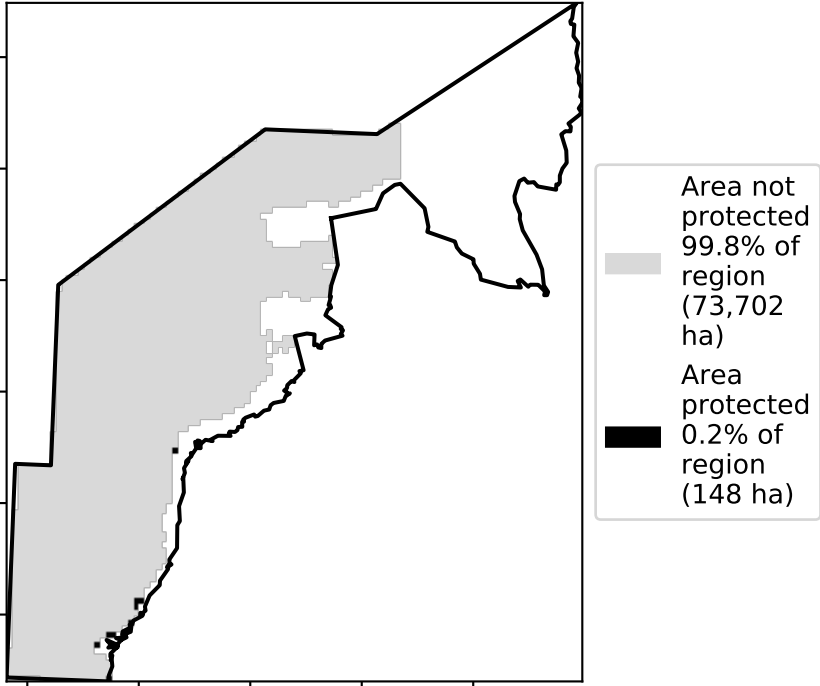 Area not
protected
99.8% of
region
(73,702
ha)
Area
protected
0.2% of
region
(148 ha)